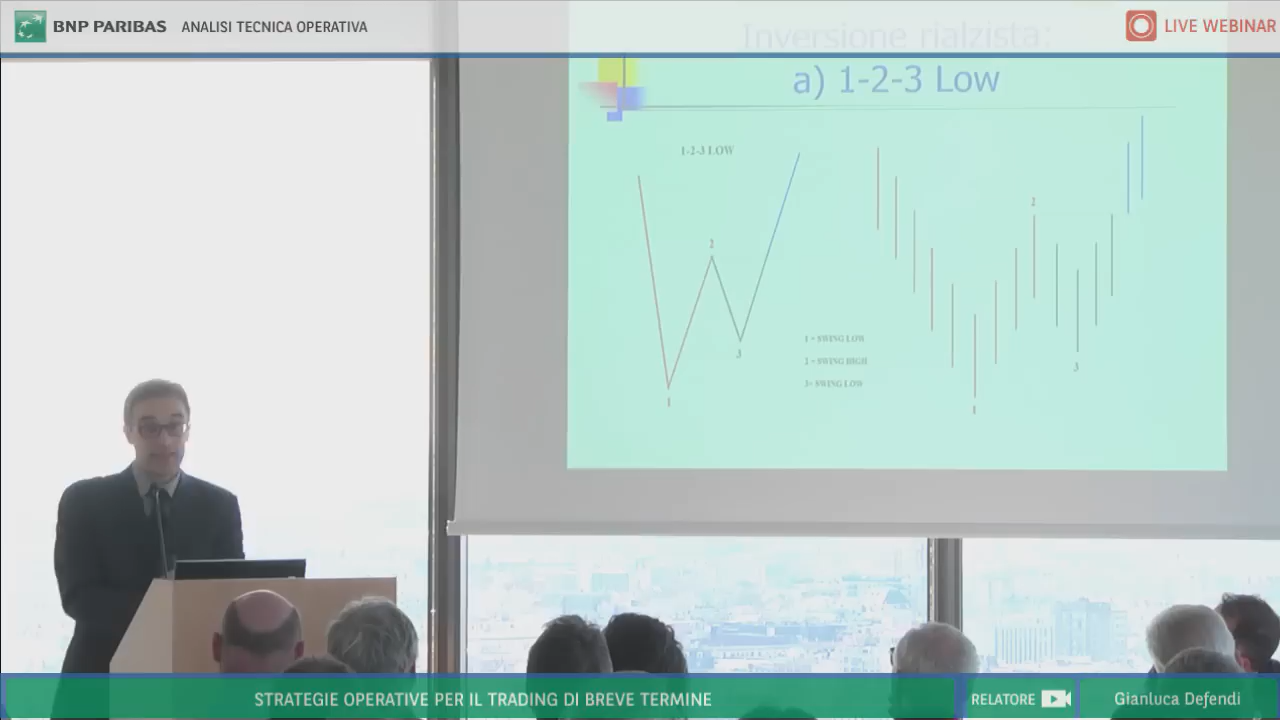 BNP PARIBAS ANALISI TECNICA OPERATIVA
LIVE WEBINAR
Inversione rialzista:
a) 1-2-3 Low
1-2-3 LOW
2
1
3
1 = SWING LOW
2 = SWING HIGH
3= SWING LOW
2
3
1
STRATEGIE OPERATIVE PER IL TRADING DI BREVE TERMINE
RELATORE
Gianluca Defendi